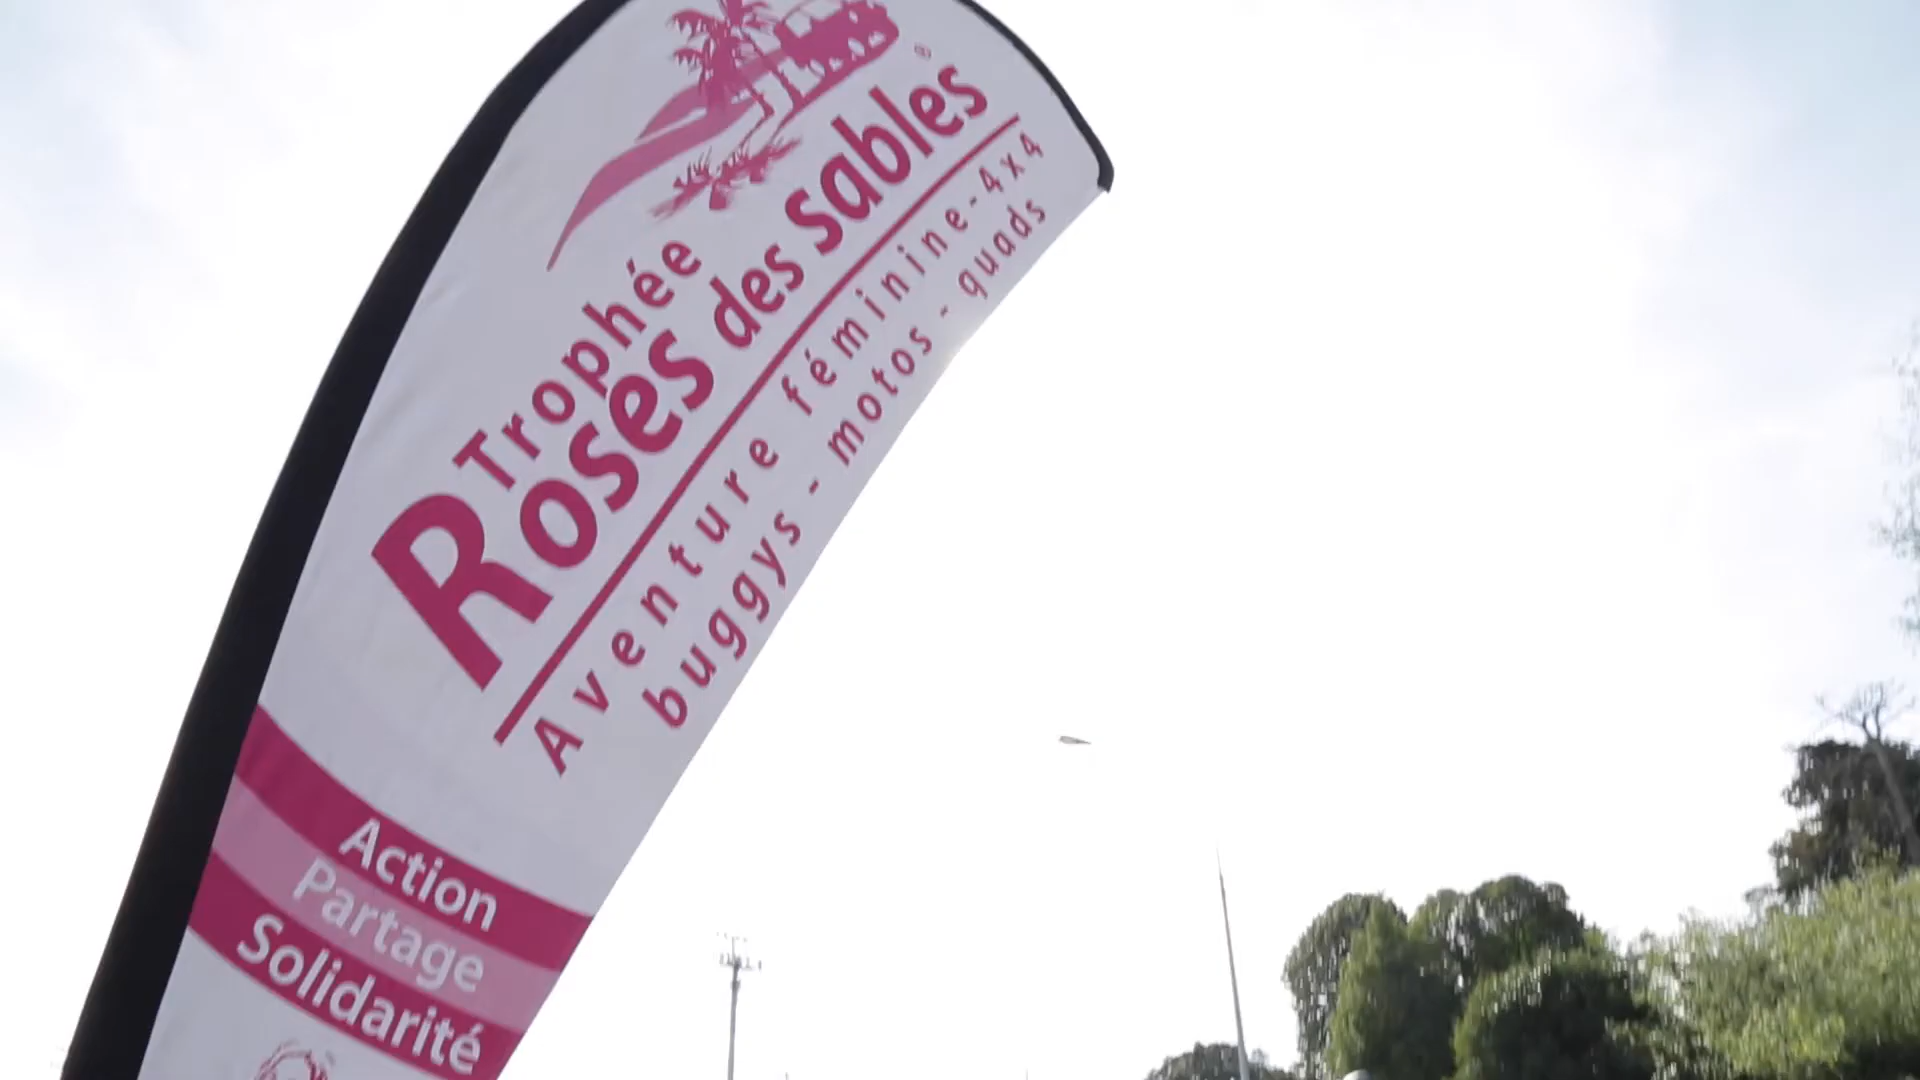 ®
Trophée
Roses des sables
Aventure féminine - 4x4
buggys - motos - quads
Action
Partage
Solidarité